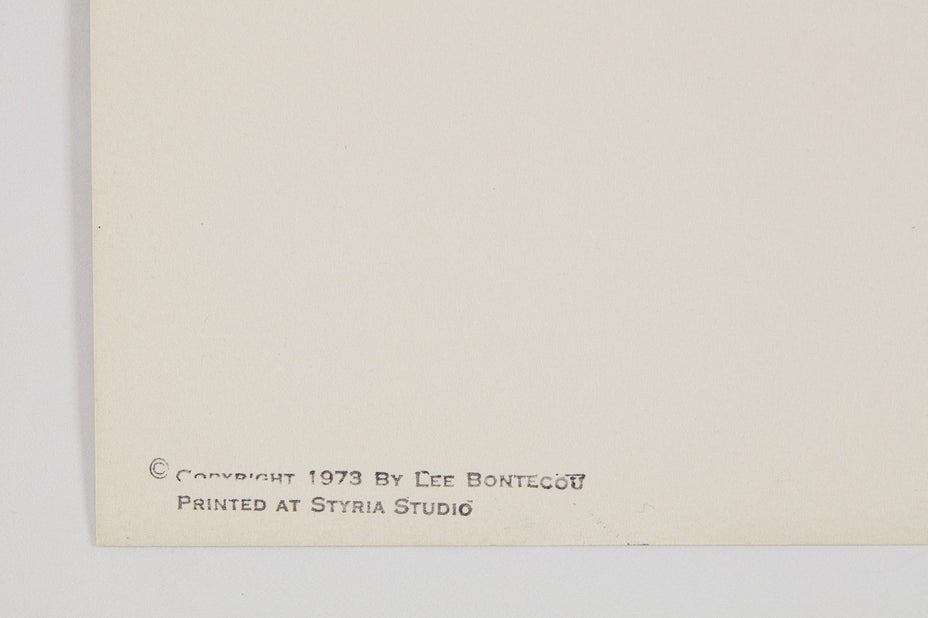 © Copyright 1973 By Lee Bontecou
Printed at Styria Studio